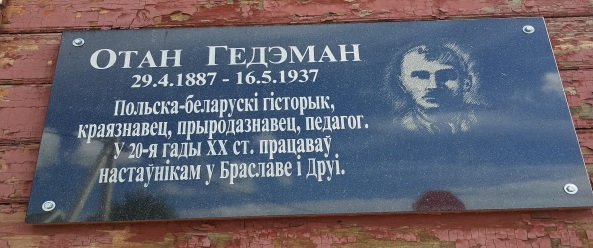 Отан Гедэман
29.4.1887 - 16.5.1937
Польска-беларускі гісторык,
краязнавец, прыродазнавец, педагог.
У 20-я гады XX ст. працаваў
настаўнікам у Браславе і Друі.